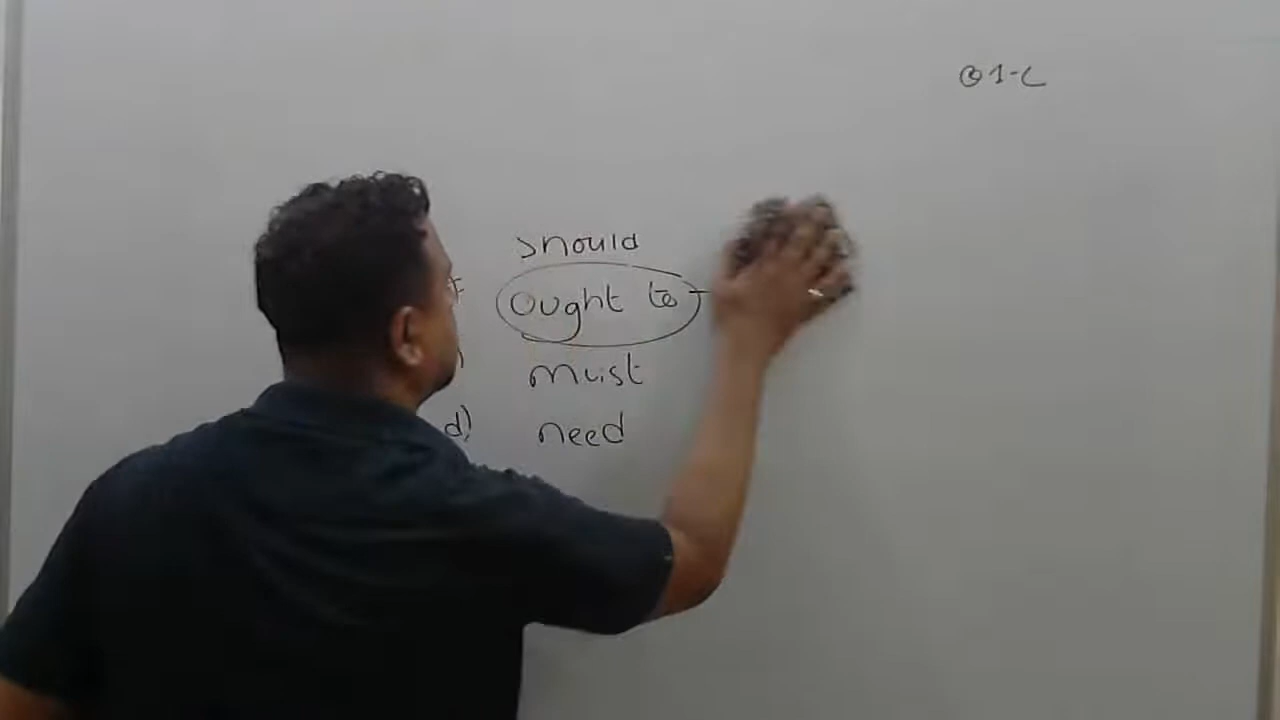 Q1-C
should
Ought to
must
d) need